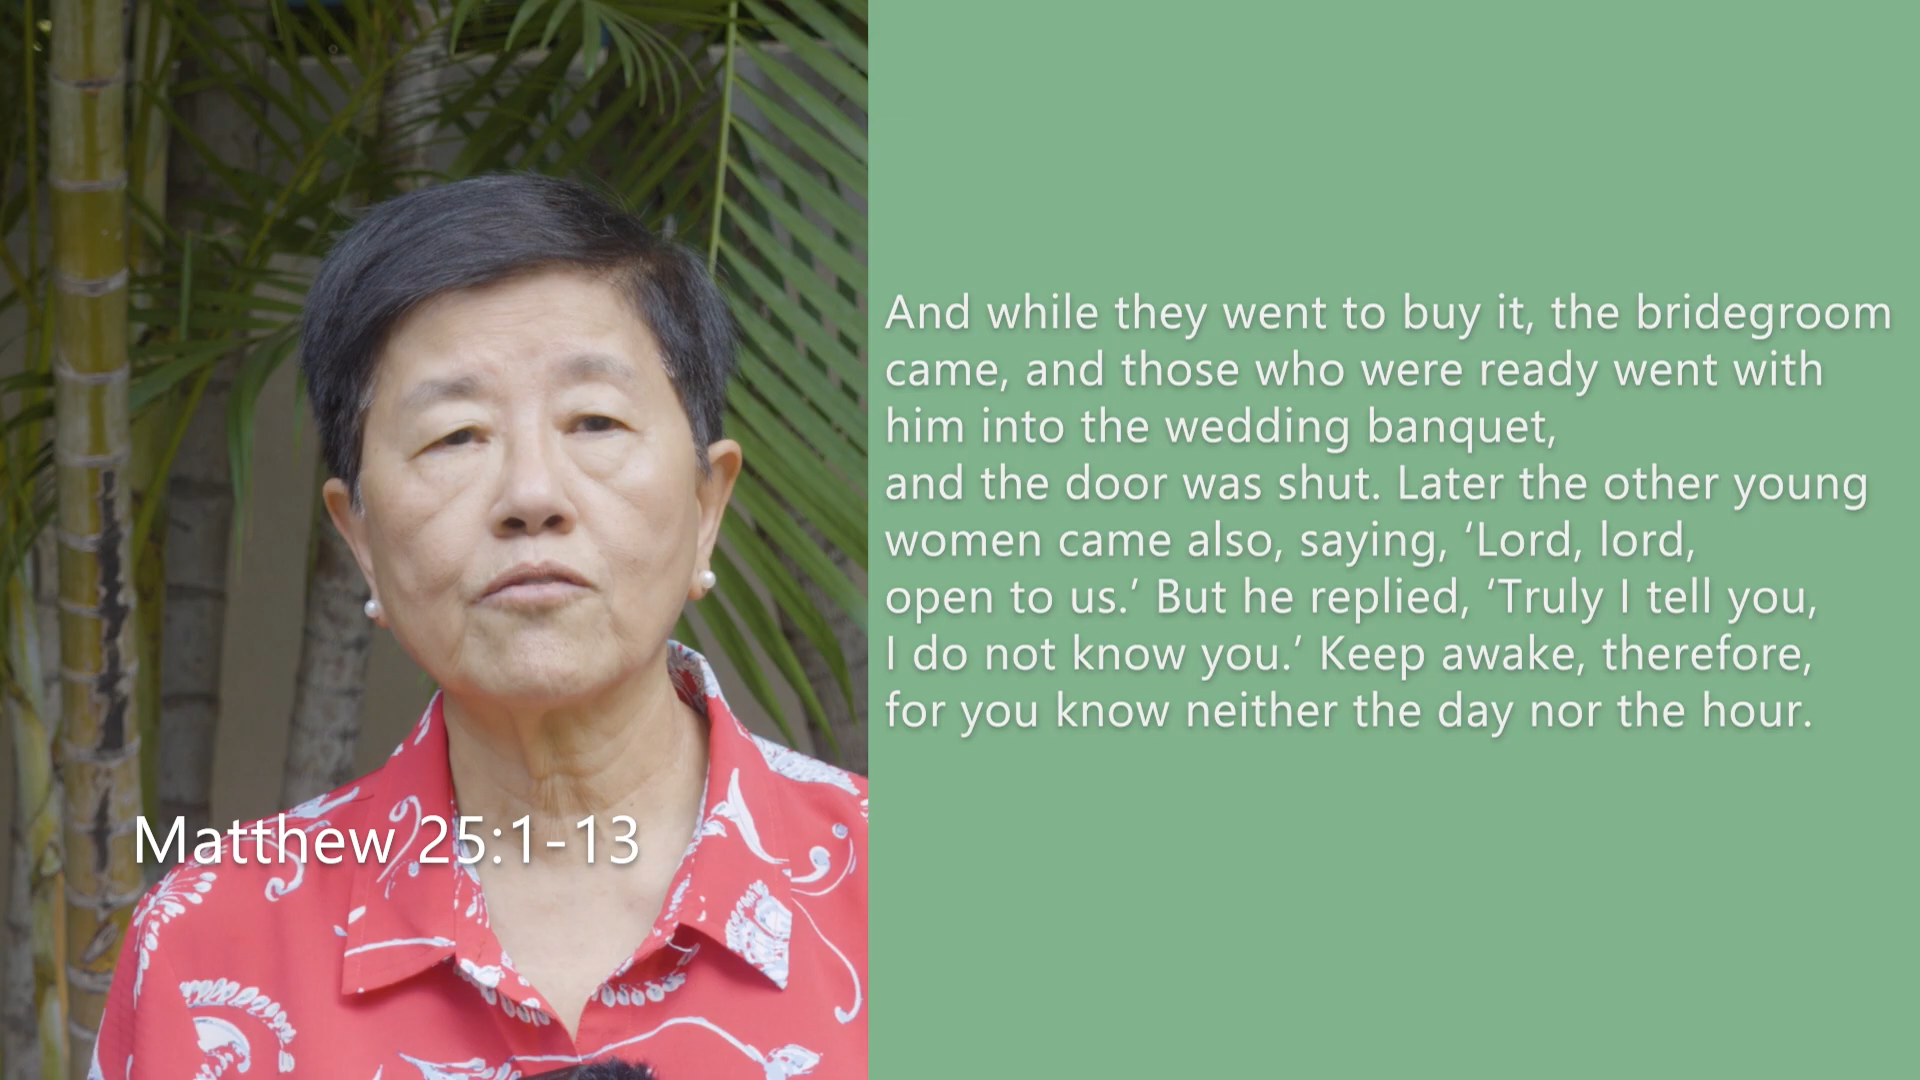 And while they went to buy it, the bridegroom
came, and those who were ready went with
him into the wedding banquet,
and the door was shut. Later the other young
women came also, saying, ‘Lord, lord,
open to us.’ But he replied, ‘Truly I tell you,
I do not know you.’ Keep awake, therefore,
for you know neither the day nor the hour.
Matthew 25:1-13